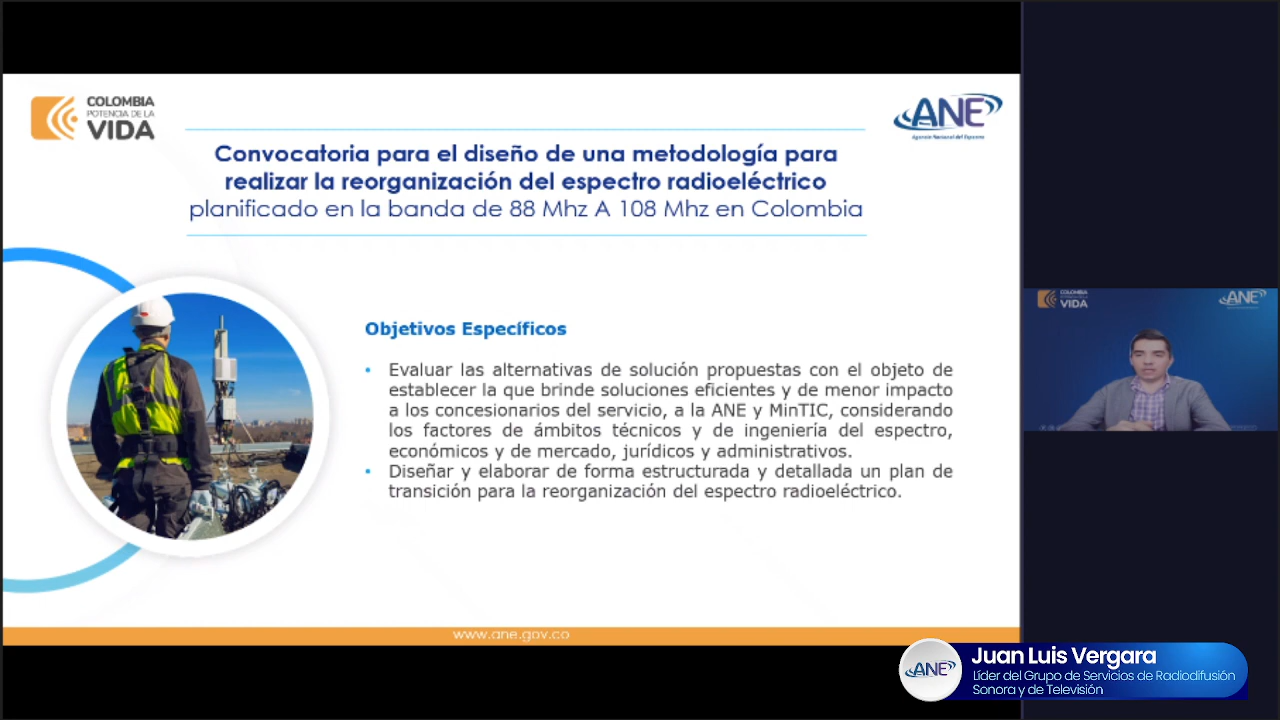 COLOMBIA
POTENCIA DE LA
VIDA
ANE
Agencia Nacional del Espectro
Convocatoria para el diseño de una metodología para
realizar la reorganización del espectro radioeléctrico
planificado en la banda de 88 Mhz A 108 Mhz en Colombia
Objetivos Específicos
• Evaluar las alternativas de solución propuestas con el objeto de
establecer la que brinde soluciones eficientes y de menor impacto
a los concesionarios del servicio, a la ANE y MinTIC, considerando
los factores de ámbitos técnicos y de ingeniería del espectro,
económicos y de mercado, jurídicos y administrativos.
• Diseñar y elaborar de forma estructurada y detallada un plan de
transición para la reorganización del espectro radioeléctrico.
www.ane.gov.co
COLOMBIA
POTENCIA DE LA
VIDA
ANE
ANE
Juan Luis Vergara
Líder del Grupo de Servicios de Radiodifusión
Sonora y de Televisión